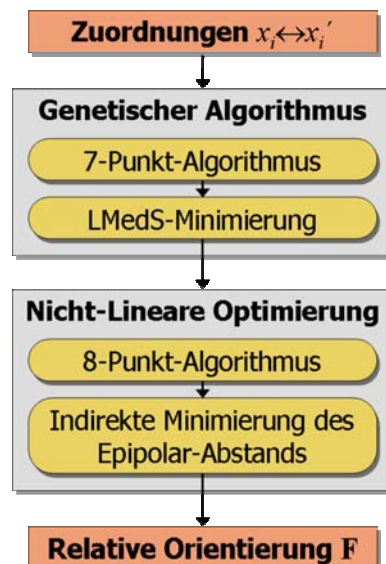 Zuordnungen xᵢ↔xᵢ′
Genetischer Algorithmus
7-Punkt-Algorithmus
LMedS-Minimierung
Nicht-Lineare Optimierung
8-Punkt-Algorithmus
Indirekte Minimierung des
Epipolar-Abstands
Relative Orientierung F